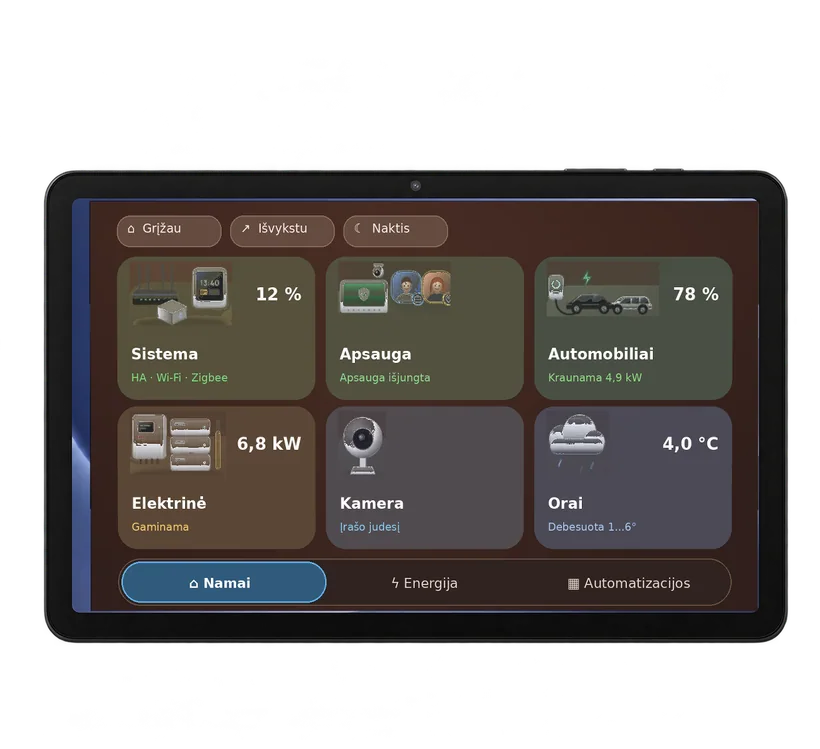 ⌂ Grįžau
↗ Išvykstu
☾ Naktis
13:40
12 %
Sistema
HA · Wi-Fi · Zigbee
Apsauga
Apsauga išjungta
78 %
Automobiliai
Kraunama 4,9 kW
6,8 kW
Elektrinė
Gaminama
Kamera
Įrašo judesį
4,0 °C
Orai
Debesuota 1...6°
⌂ Namai
ϟ Energija
▦ Automatizacijos